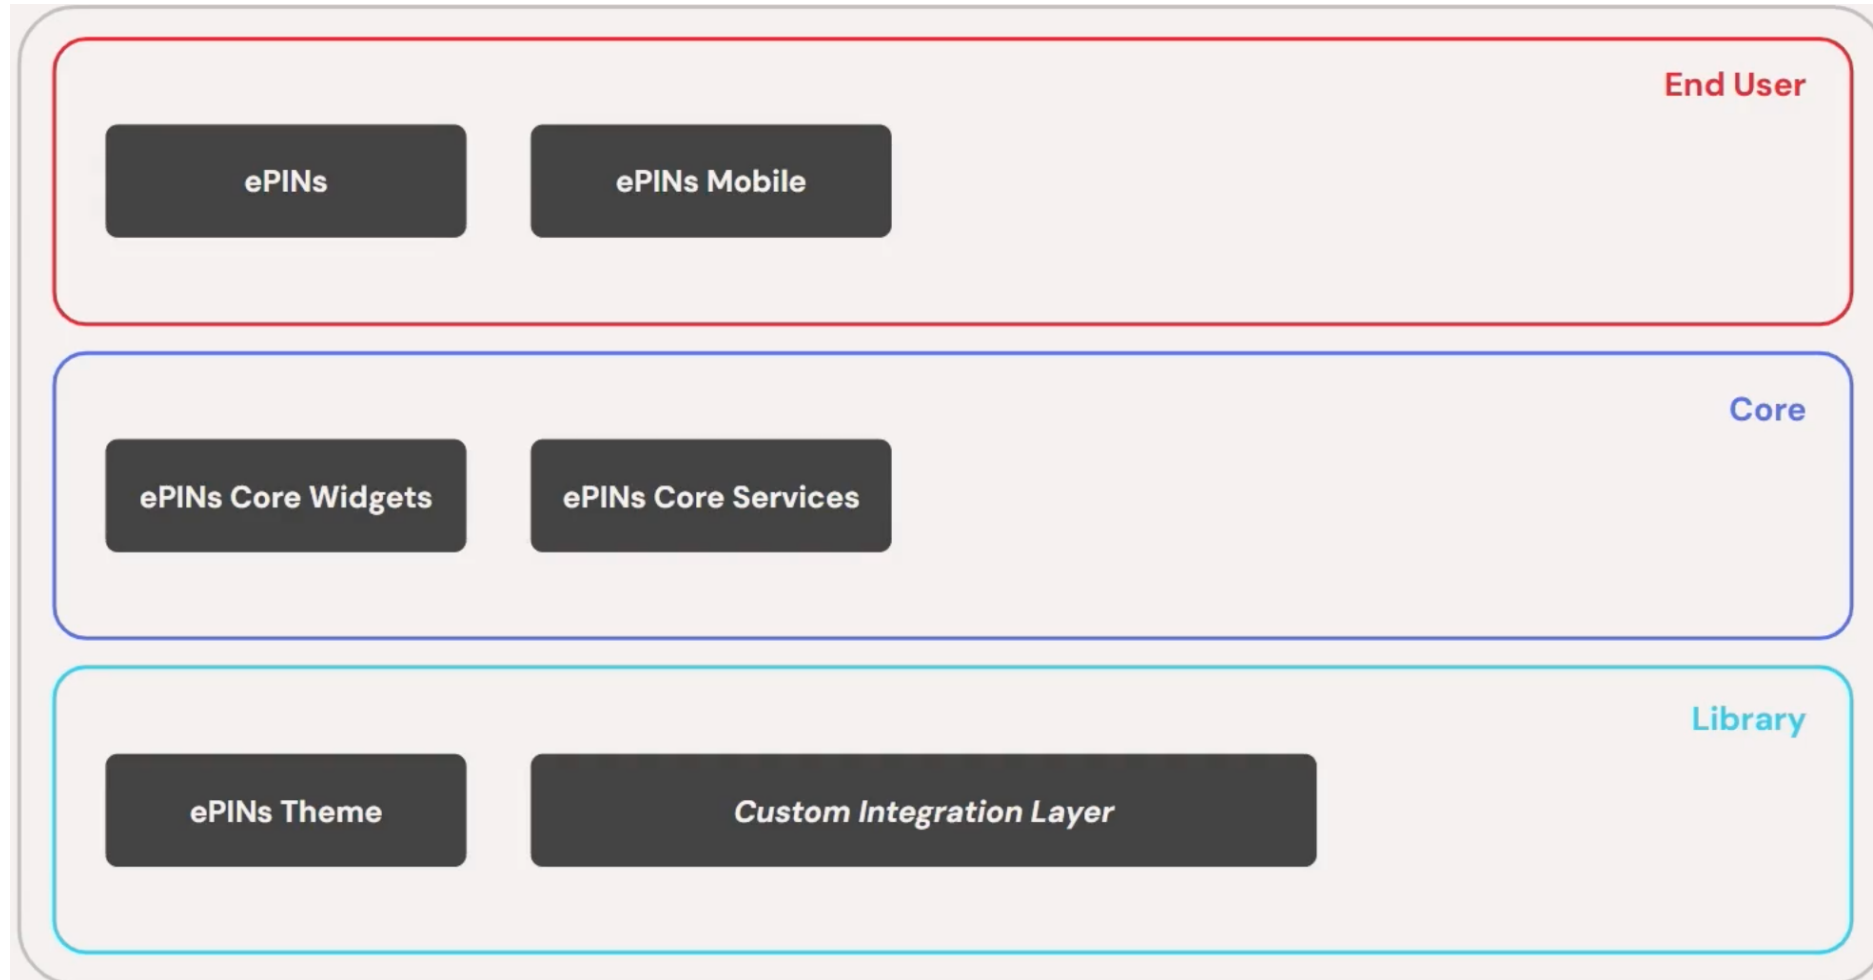 End User
ePINs
ePINs Mobile
Core
ePINs Core Widgets
ePINs Core Services
Library
ePINs Theme
Custom Integration Layer